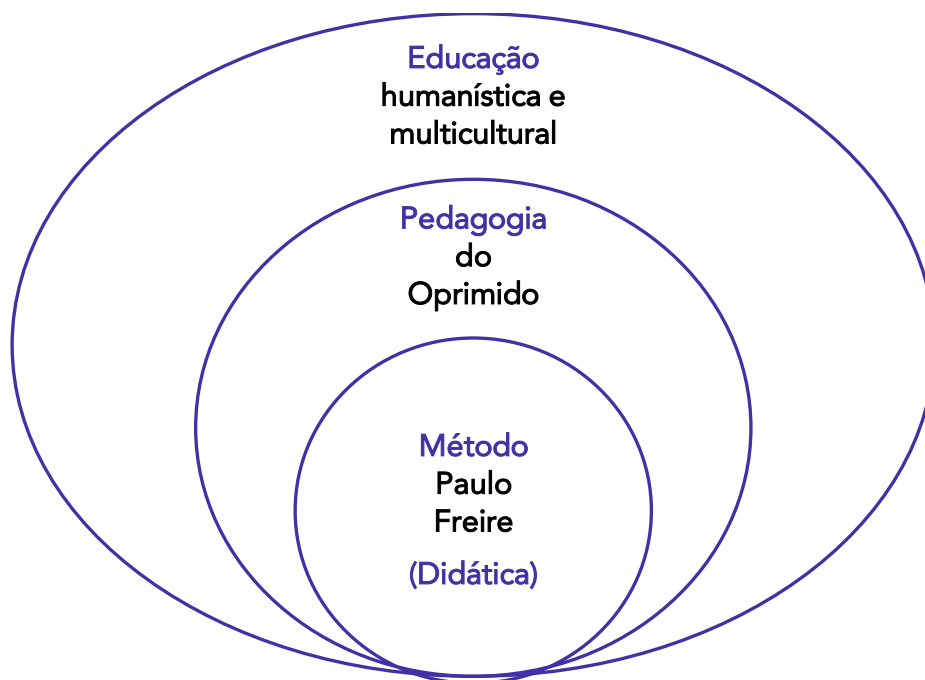 Educação
humanística e
multicultural
Pedagogia
do
Oprimido
Método
Paulo
Freire
(Didática)